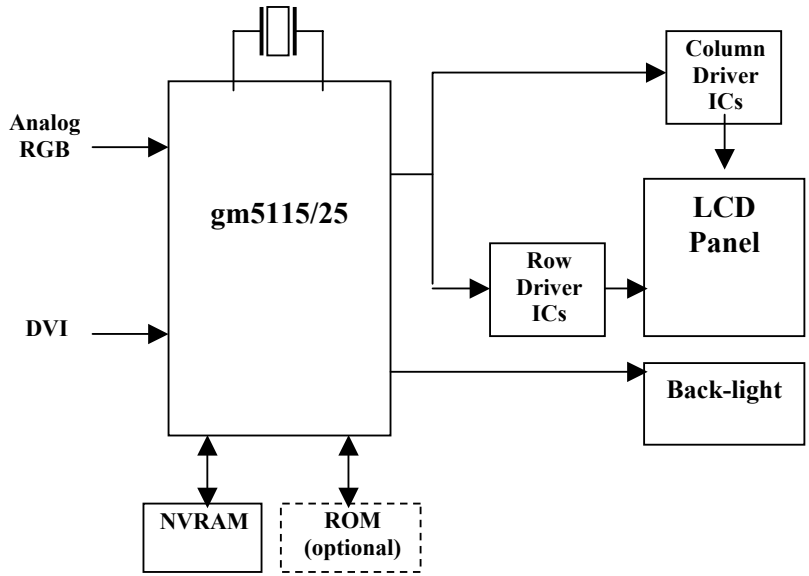 Analog
RGB
DVI
gm5115/25
Column
Driver
ICs
LCD
Panel
Row
Driver
ICs
Back-light
NVRAM
ROM
(optional)